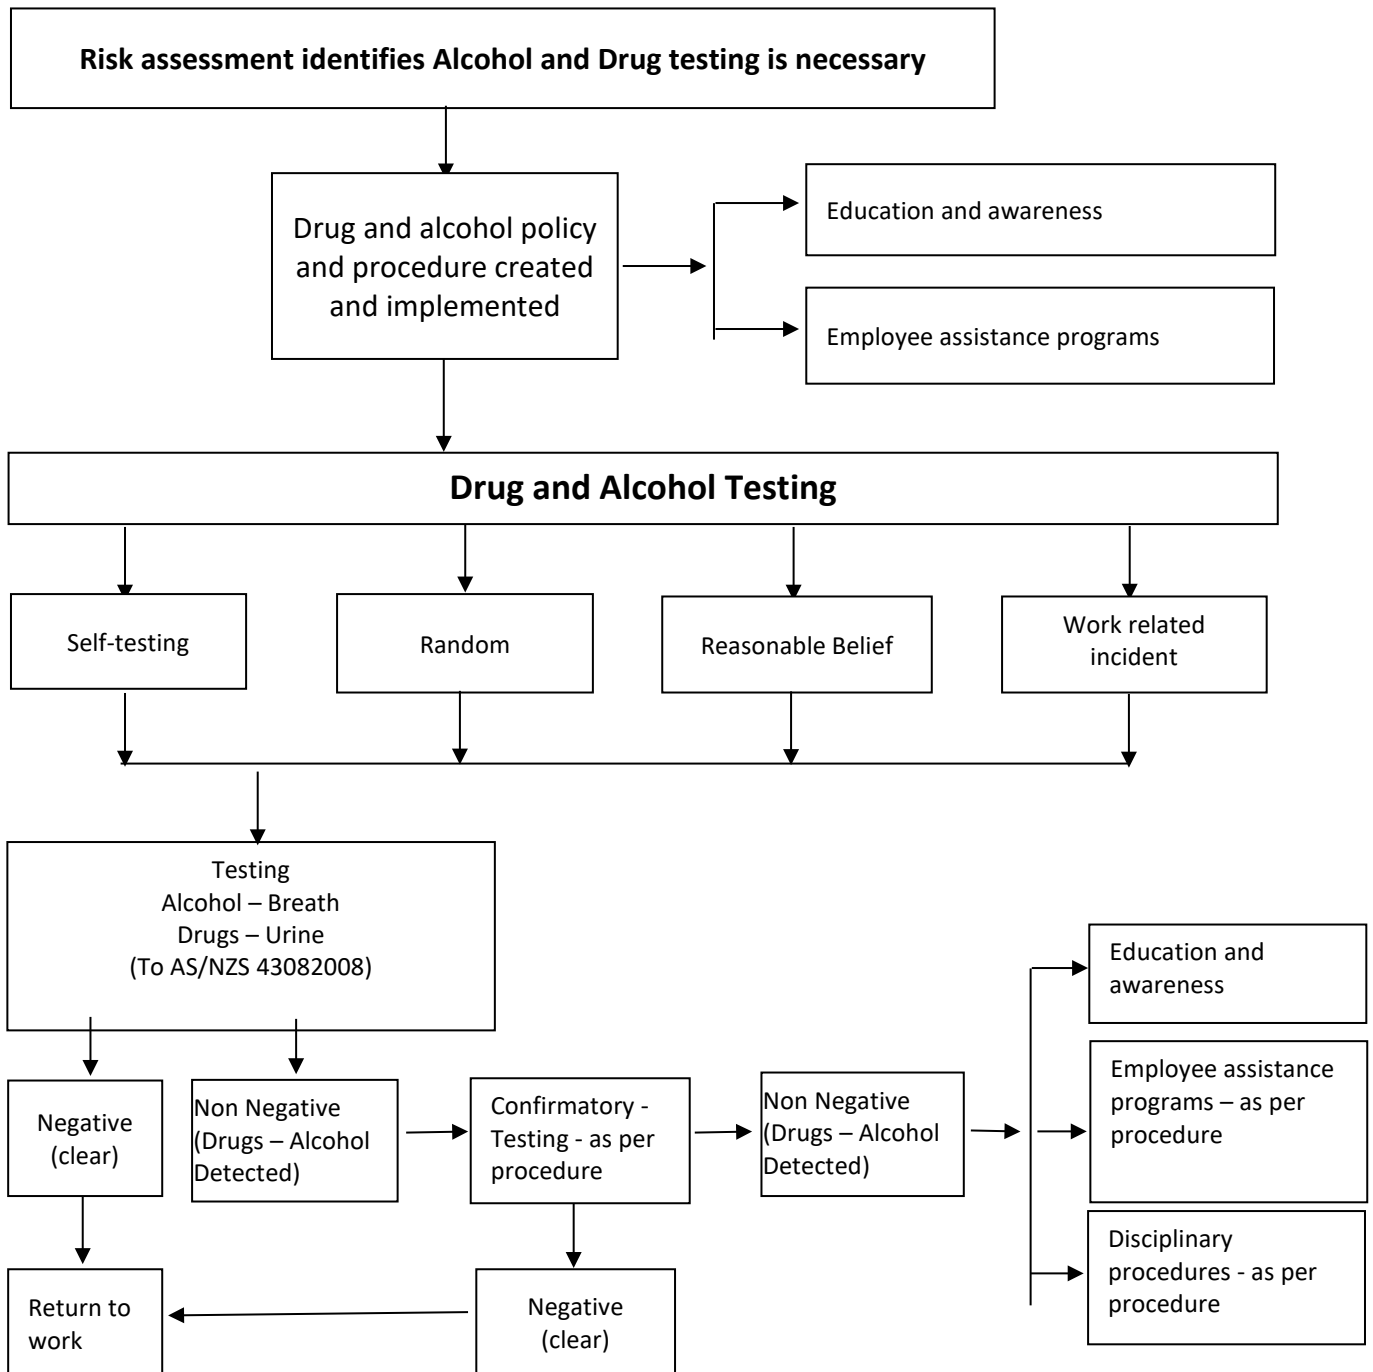 Risk assessment identifies Alcohol and Drug testing is necessary
Drug and alcohol policy
and procedure created
and implemented
Education and awareness
Employee assistance programs
Drug and Alcohol Testing
Self-testing
Random
Reasonable Belief
Work related
incident
Testing
Alcohol – Breath
Drugs – Urine
(To AS/NZS 43082008)
Negative
(clear)
Non Negative
(Drugs – Alcohol
Detected)
Confirmatory -
Testing - as per
procedure
Non Negative
(Drugs – Alcohol
Detected)
Education and
awareness
Employee assistance
programs – as per
procedure
Disciplinary
procedures - as per
procedure
Return to
work
Negative
(clear)